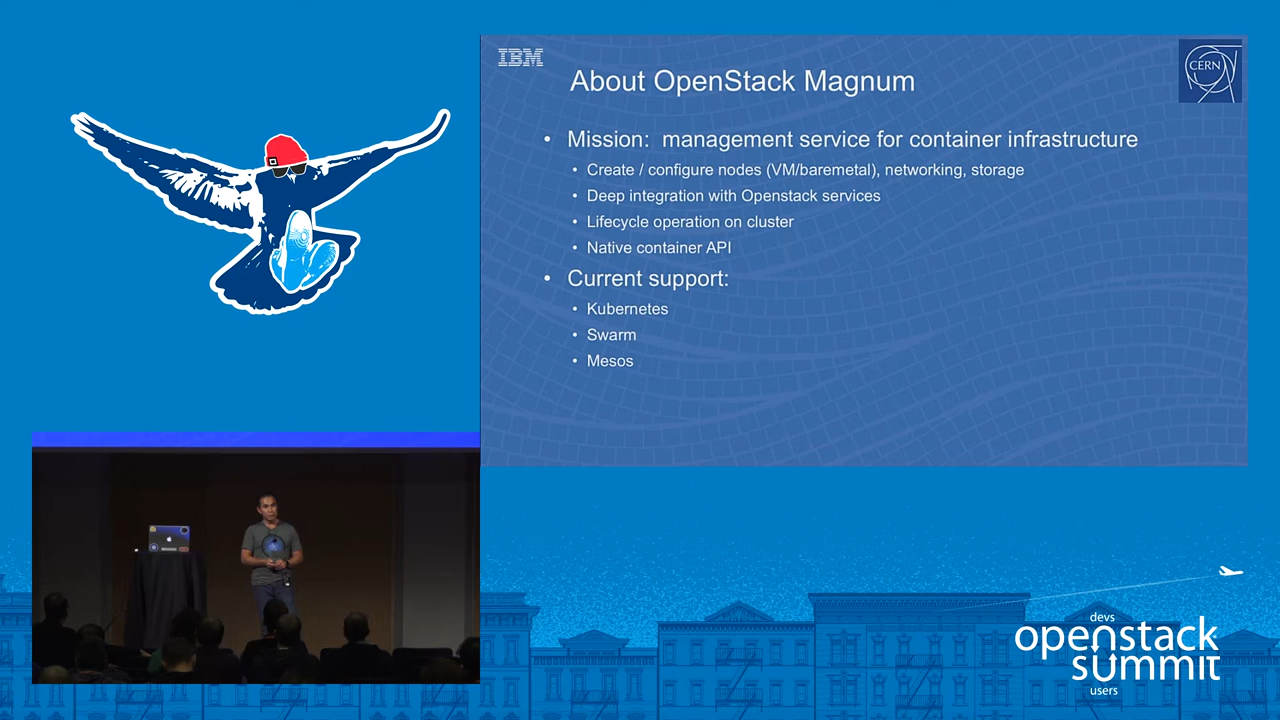 IBM
CERN
About OpenStack Magnum
• Mission: management service for container infrastructure
• Create / configure nodes (VM/baremetal), networking, storage
• Deep integration with Openstack services
• Lifecycle operation on cluster
• Native container API
• Current support:
• Kubernetes
• Swarm
• Mesos
devs
openstack
summit
users